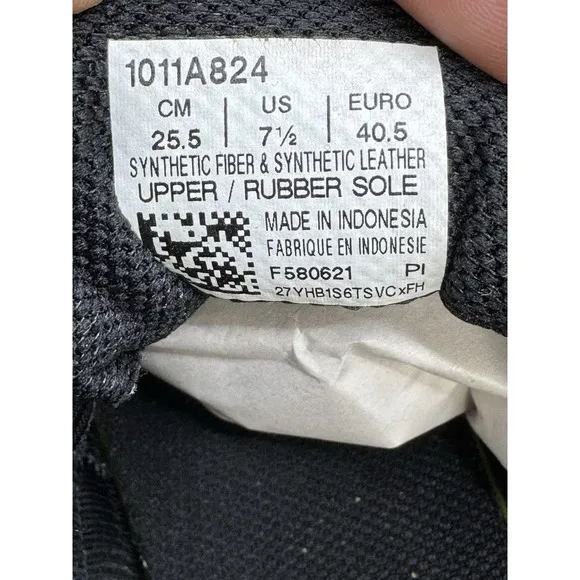 1011A824
CM | US | EURO
25.5 | 7½ | 40.5
SYNTHETIC FIBER & SYNTHETIC LEATHER
UPPER / RUBBER SOLE
MADE IN INDONESIA
FABRIQUE EN INDONESIE
F580621 PI
27YHB1S6TSVCxFH